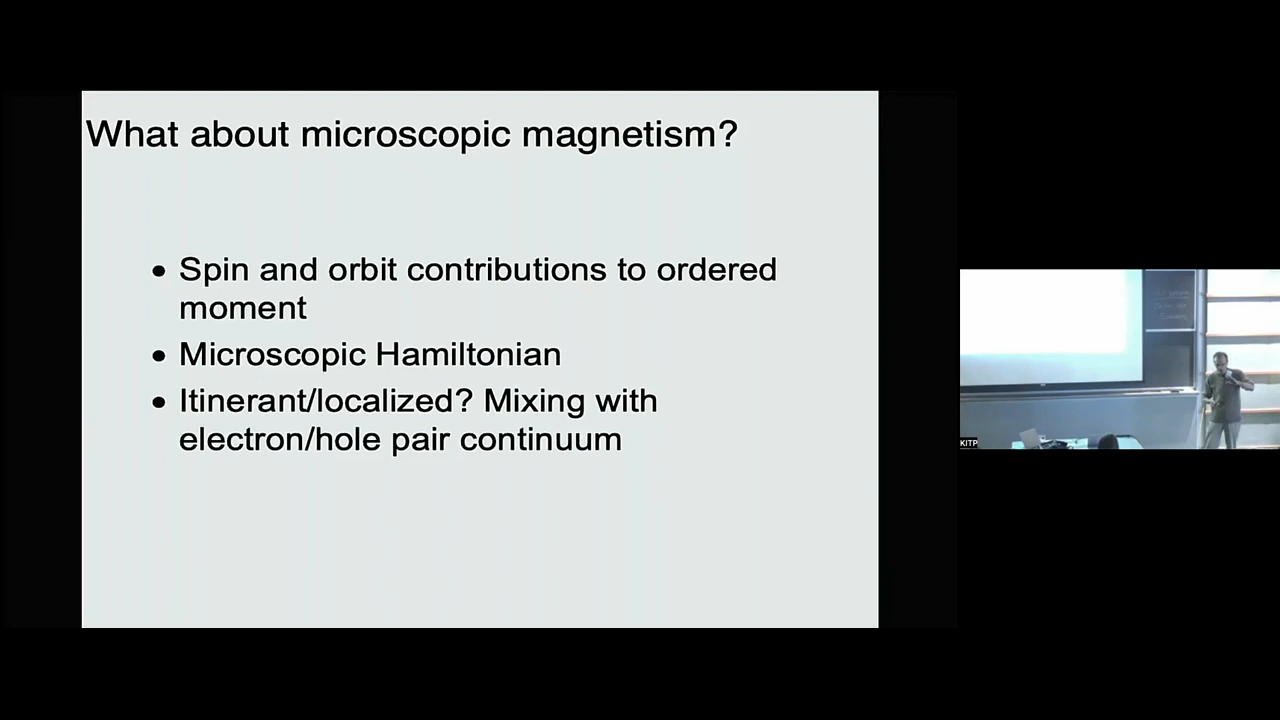 What about microscopic magnetism?
• Spin and orbit contributions to ordered
moment
• Microscopic Hamiltonian
• Itinerant/localized? Mixing with
electron/hole pair continuum
KITP